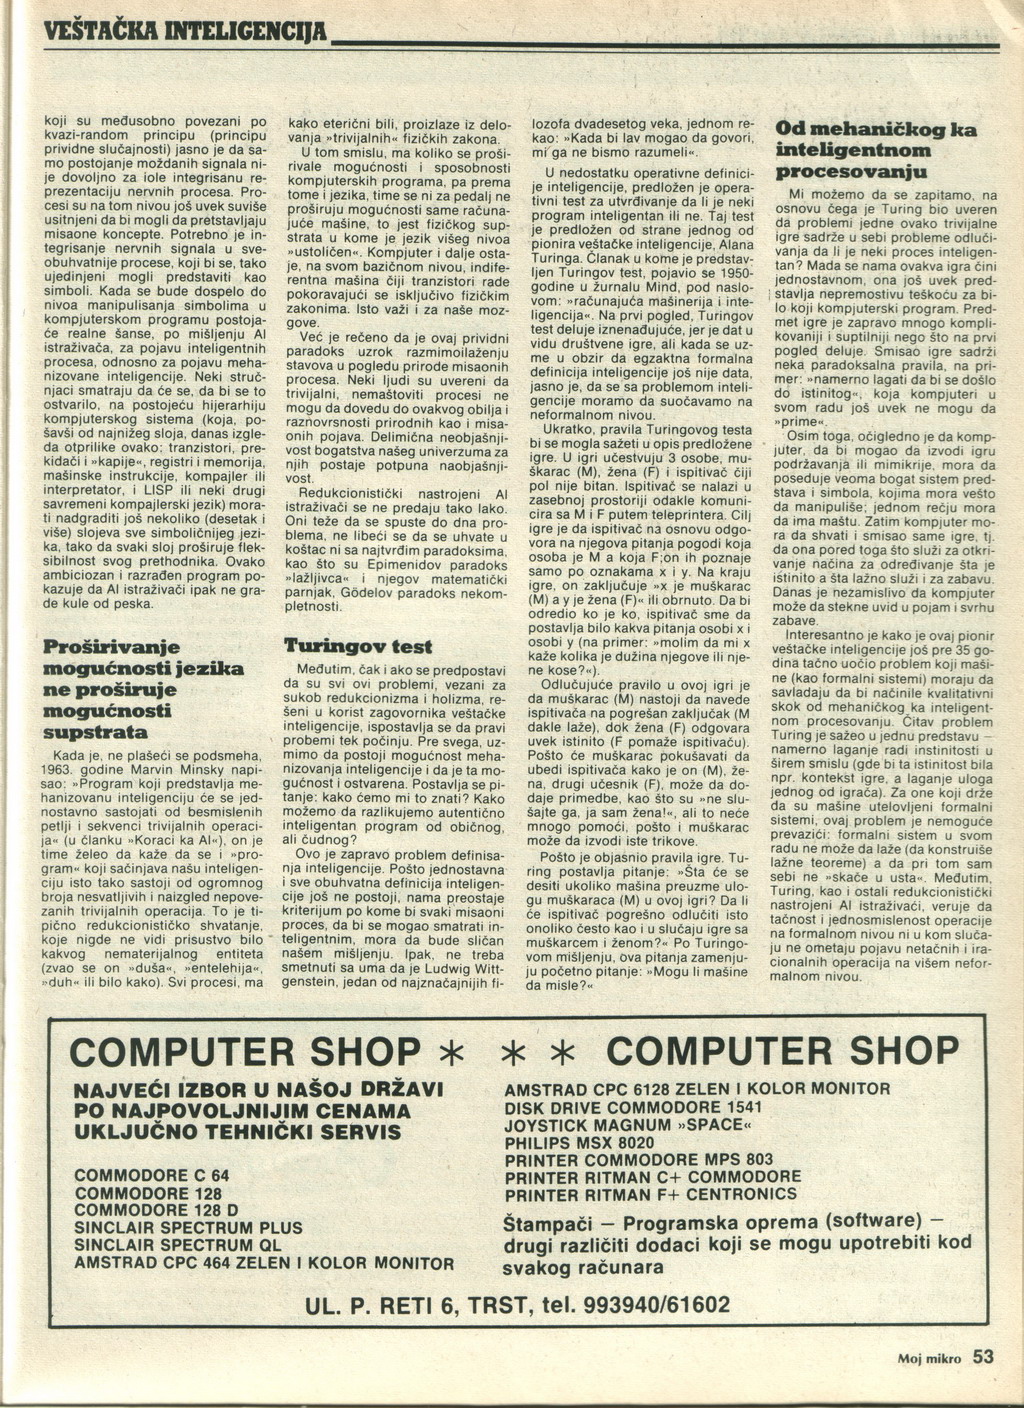 VEŠTAČKA INTELIGENCIJA
koji su međusobno povezani po
kvazi-random principu (principu
prividne slučajnosti) jasno je da sa-
mo postojanje moždanih signala ni-
je dovoljno za iole integrisanu re-
prezentaciju nervnih procesa. Pro-
cesi su na tom nivou još uvek suviše
usitnjeni da bi mogli da pretstavljaju
misaone koncepte. Potrebno je in-
tegrisanje nervnih signala u sve-
obuhvatnije procese, koji bi se, tako
ujedinjeni mogli predstaviti kao
simboli. Kada se bude dospelo do
nivoa manipulisanja simbolima u
kompjuterskom programu postoja-
će realne šanse, po mišljenju AI
istraživača, za pojavu inteligentnih
procesa, odnosno za pojavu meha-
nizovane inteligencije. Neki struč-
njaci smatraju da će se, da bi se to
ostvarilo, na postojeću hijerarhiju
kompjuterskog sistema (koja, po-
šavši od najnižeg sloja, danas izgle-
da otprilike ovako: tranzistori, pre-
kidači i »kapije«, registri i memorija,
mašinske instrukcije, kompajler ili
interpretator, i LISP ili neki drugi
savremeni kompajlerski jezik) mora-
ti nadgraditi još nekoliko (desetak i
više) slojeva sve simboličnijeg jezi-
ka, tako da svaki sloj proširuje flek-
sibilnost svog prethodnika. Ovako
ambiciozan i razrađen program po-
kazuje da AI istraživači ipak ne gra-
de kule od peska.
Proširivanje
mogućnosti jezika
ne proširuje
mogućnosti
supstrata
Kada je, ne plašeći se podsmeha,
1963. godine Marvin Minsky napi-
sao: »Program koji predstavlja me-
hanizovanu inteligenciju će se jed-
nostavno sastojati od besmislenih
petlji i sekvenci trivijalnih operaci-
ja« (u članku »Koraci ka AI«), on je
time želeo da kaže da se i »pro-
gram« koji sačinjava našu inteligen-
ciju isto tako sastoji od ogromnog
broja nesvatljivih i naizgled nepove-
zanih trivijalnih operacija. To je ti-
pično redukcionističko shvatanje,
koje nigde ne vidi prisustvo bilo
kakvog nematerijalnog entiteta
(zvao se on »duša«, »entelehija«,
»duh« ili bilo kako). Svi procesi, ma
kako eterični bili, proizlaze iz delo-
vanja »trivijalnih« fizičkih zakona.
U tom smislu, ma koliko se proši-
rivale mogućnosti i sposobnosti
kompjuterskih programa, pa prema
tome i jezika, time se ni za pedalj ne
proširuju mogućnosti same računa-
juće mašine, to jest fizičkog sup-
strata u kome je jezik višeg nivoa
»ustoličen«. Kompjuter i dalje osta-
je, na svom bazičnom nivou, indife-
rentna mašina čiji tranzistori rade
pokoravajući se isključivo fizičkim
zakonima. Isto važi i za naše moz-
gove.
Već je rečeno da je ovaj prividni
paradoks uzrok razmimoilaženju
stavova u pogledu prirode misaonih
procesa. Neki ljudi su uvereni da
trivijalni, nemaštoviti procesi ne
mogu da dovedu do ovakvog obilja i
raznovrsnosti prirodnih kao i misa-
onih pojava. Delimična neobjašnji-
vost bogatstva našeg univerzuma za
njih postaje potpuna naobjašnji-
vost.
Redukcionistički nastrojeni AI
istraživači se ne predaju tako lako.
Oni teže da se spuste do dna pro-
blema, ne libeći se da se uhvate u
koštac ni sa najtvrđim paradoksima,
kao što su Epimenidov paradoks
»lažljivca« i njegov matematički
parnjak, Gödelov paradoks nekom-
pletnosti.
Turingov test
Međutim, čak i ako se predpostavi
da su svi ovi problemi, vezani za
sukob redukcionizma i holizma, re-
šeni u korist zagovornika veštačke
inteligencije, ispostavlja se da pravi
probemi tek počinju. Pre svega, uz-
mimo da postoji mogućnost meha-
nizovanja inteligencije i da je ta mo-
gućnost i ostvarena. Postavlja se pi-
tanje: kako ćemo mi to znati? Kako
možemo da razlikujemo autentično
inteligentan program od običnog,
ali čudnog?
Ovo je zapravo problem definisa-
nja inteligencije. Pošto jednostavna
i sve obuhvatna definicija inteligen-
cije još ne postoji, nama preostaje
kriterijum po kome bi svaki misaoni
proces, da bi se mogao smatrati in-
teligentnim, mora da bude sličan
našem mišljenju. Ipak, ne treba
smetnuti sa uma da je Ludwig Witt-
genstein, jedan od najznačajnijih fi-
lozofa dvadesetog veka, jednom re-
kao: »Kada bi lav mogao da govori,
mi ga ne bismo razumeli«.
U nedostatku operativne definici-
je inteligencije, predložen je opera-
tivni test za utvrđivanje da li je neki
program inteligentan ili ne. Taj test
je predložen od strane jednog od
pionira veštačke inteligencije, Alana
Turinga. Članak u kome je predstav-
ljen Turingov test, pojavio se 1950-
godine u žurnalu Mind, pod naslo-
vom: »računajuća mašinerija i inte-
ligencija«. Na prvi pogled, Turingov
test deluje iznenađujuće, jer je dat u
vidu društvene igre, ali kada se uz-
me u obzir da egzaktna formalna
definicija inteligencije još nije data,
jasno je, da se sa problemom inteli-
gencije moramo da suočavamo na
neformalnom nivou.
Ukratko, pravila Turingovog testa
bi se mogla sažeti u opis predložene
igre. U igri učestvuju 3 osobe, mu-
škarac (M), žena (F) i ispitivač čiji
pol nije bitan. Ispitivač se nalazi u
zasebnoj prostoriji odakle komuni-
cira sa M i F putem teleprintera. Cilj
igre je da ispitivač na osnovu odgo-
vora na njegova pitanja pogodi koja
osoba je M a koja F; on ih poznaje
samo po oznakama x i y. Na kraju
igre, on zaključuje »x je muškarac
(M) a y je žena (F)« ili obrnuto. Da bi
odredio ko je ko, ispitivač sme da
postavlja bilo kakva pitanja osobi x i
osobi y (na primer: »molim da mi x
kaže kolika je dužina njegove ili nje-
ne kose?«).
Odlučujuće pravilo u ovoj igri je
da muškarac (M) nastoji da navede
ispitivača na pogrešan zaključak (M
dakle laže), dok žena (F) odgovara
uvek istinito (F pomaže ispitivaču).
Pošto će muškarac pokušavati da
ubedi ispitivača kako je on (M), že-
na, drugi učesnik (F), može da do-
daje primedbe, kao što su »ne slu-
šajte ga, ja sam žena!«, ali to neće
mnogo pomoći, pošto i muškarac
može da izvodi iste trikove.
Pošto je objasnio pravila igre. Tu-
ring postavlja pitanje: »Šta će se
desiti ukoliko mašina preuzme ulo-
gu muškaraca (M) u ovoj igri? Da li
će ispitivač pogrešno odlučiti isto
onoliko često kao i u slučaju igre sa
muškarcem i ženom?« Po Turingo-
vom mišljenju, ova pitanja zamenju-
ju početno pitanje: »Mogu li mašine
da misle?«
Od mehaničkog ka
inteligentnom
procesovanju
Mi možemo da se zapitamo, na
osnovu čega je Turing bio uveren
da problemi jedne ovako trivijalne
igre sadrže u sebi probleme odluči-
vanja da li je neki proces inteligen-
tan? Mada se nama ovakva igra čini
jednostavnom, ona još uvek pred-
stavlja nepremostivu teškoću za bi-
lo koji kompjuterski program. Pred-
met igre je zapravo mnogo kompli-
kovaniji i suptilniji nego što na prvi
pogled deluje. Smisao igre sadrži
neka paradoksalna pravila, na pri-
mer: »namerno lagati da bi se došlo
do istinitog«, koja kompjuteri u
svom radu još uvek ne mogu da
»prime«.
Osim toga, očigledno je da komp-
juter, da bi mogao da izvodi igru
podržavanja ili mimikrije, mora da
poseduje veoma bogat sistem pred-
stava i simbola, kojima mora vešto
da manipuliše; jednom rečju mora
da ima maštu. Zatim kompjuter mo-
ra da shvati i smisao same igre, tj.
da ona pored toga što služi za otkri-
vanje načina za određivanje šta je
istinito a šta lažno služi i za zabavu.
Danas je nezamislivo da kompjuter
može da stekne uvid u pojam i svrhu
zabave.
Interesantno je kako je ovaj pionir
veštačke inteligencije još pre 35 go-
dina tačno uočio problem koji maši-
ne (kao formalni sistemi) moraju da
savladaju da bi načinile kvalitativni
skok od mehaničkog ka inteligent-
nom procesovanju. Čitav problem
Turing je sažeo u jednu predstavu –
namerno laganje radi instinitosti u
širem smislu (gde bi ta istinitost bila
npr. kontekst igre, a laganje uloga
jednog od igrača). Za one koji drže
da su mašine utelovljeni formalni
sistemi, ovaj problem je nemoguće
prevazići: formalni sistem u svom
radu ne može da laže (da konstruiše
lažne teoreme) a da pri tom sam
sebi ne »skače u usta«. Međutim,
Turing, kao i ostali redukcionistički
nastrojeni AI istraživaći, veruje da
tačnost i jednosmislenost operacije
na formalnom nivou ni u kom sluča-
ju ne ometaju pojavu netačnih i ira-
cionalnih operacija na višem nefor-
malnom nivou.
COMPUTER SHOP * * * COMPUTER SHOP
NAJVEĆI IZBOR U NAŠOJ DRŽAVI
PO NAJPOVOLJNIJIM CENAMA
UKLJUČNO TEHNIČKI SERVIS
COMMODORE C 64
COMMODORE 128
COMMODORE 128 D
SINCLAIR SPECTRUM PLUS
SINCLAIR SPECTRUM QL
AMSTRAD CPC 464 ZELEN I KOLOR MONITOR
AMSTRAD CPC 6128 ZELEN I KOLOR MONITOR
DISK DRIVE COMMODORE 1541
JOYSTICK MAGNUM »SPACE«
PHILIPS MSX 8020
PRINTER COMMODORE MPS 803
PRINTER RITMAN C+ COMMODORE
PRINTER RITMAN F+ CENTRONICS
Štampači – Programska oprema (software) –
drugi različiti dodaci koji se mogu upotrebiti kod
svakog računara
UL. P. RETI 6, TRST, tel. 993940/61602
Moj mikro 53